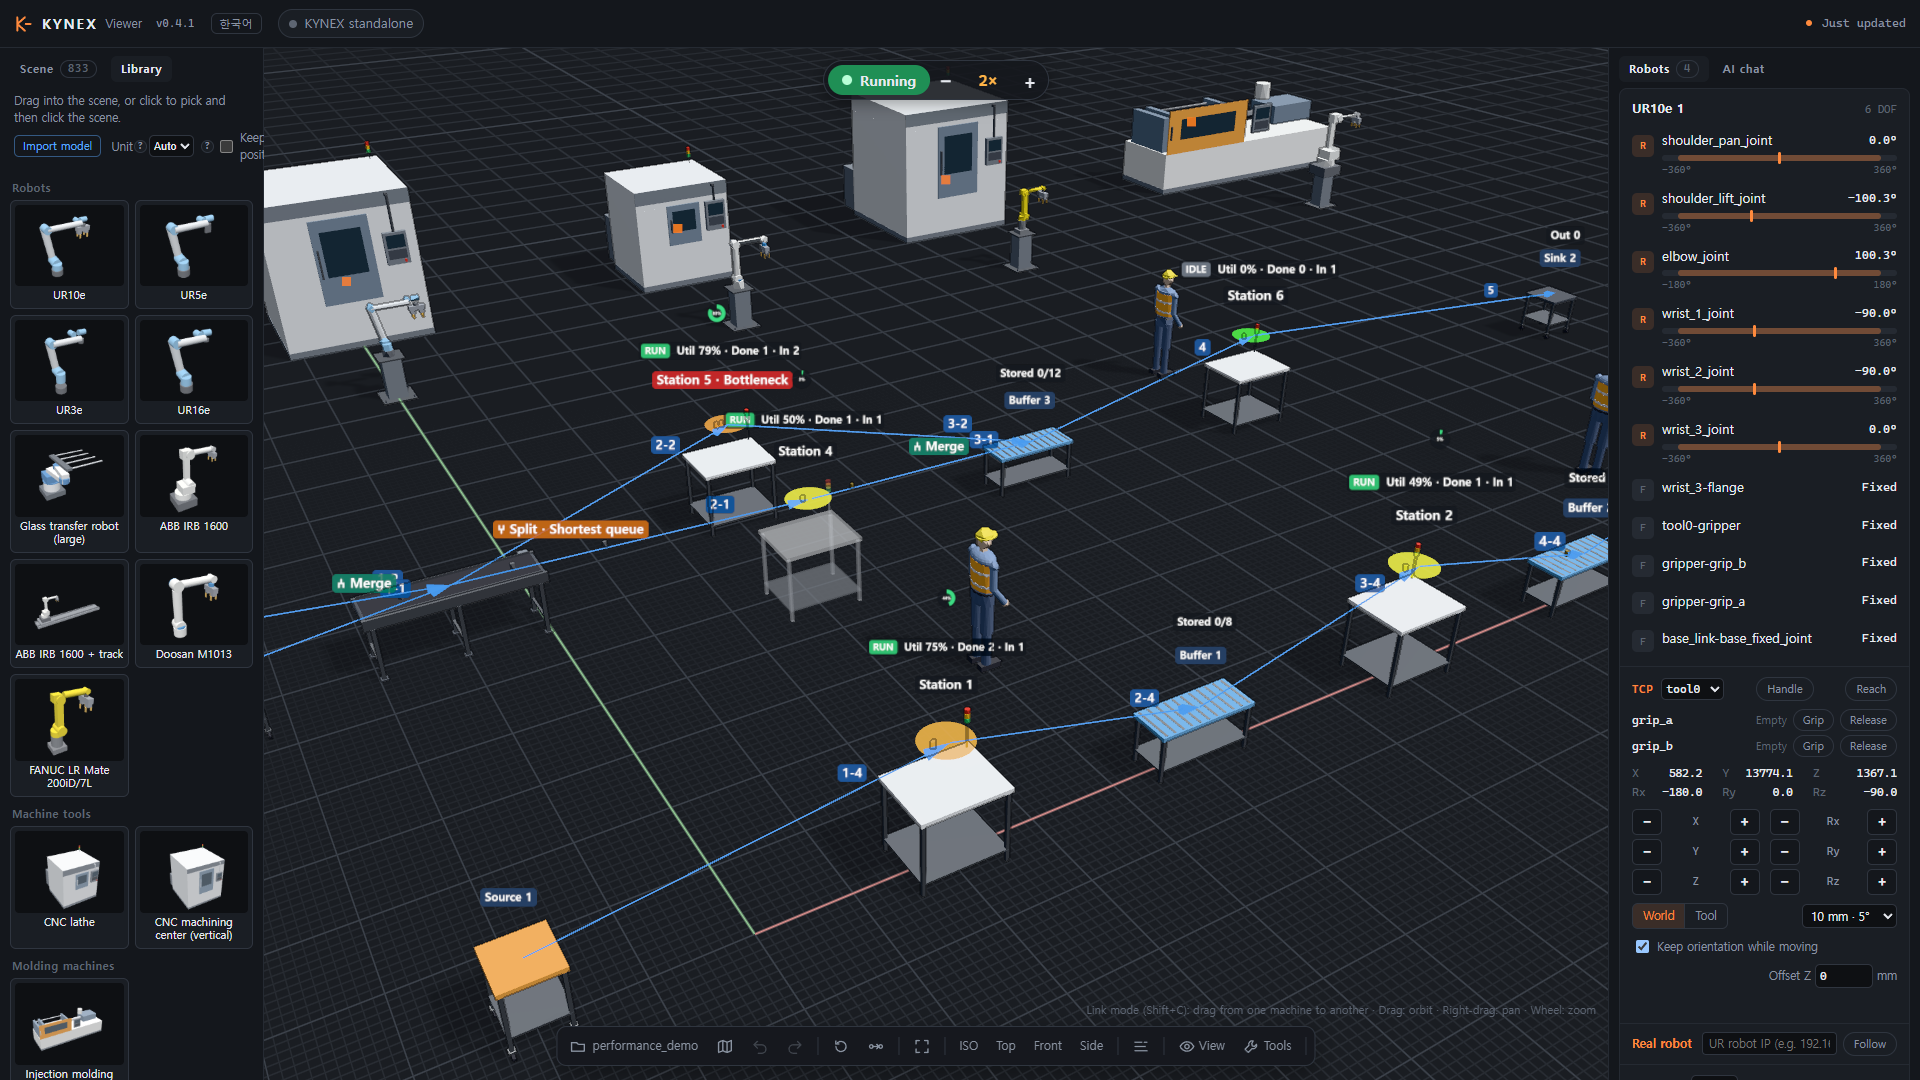 KYNEX Viewer v0.4.1 한국어 KYNEX standalone
Just updated
Scene 833 Library
Drag into the scene, or click to pick and
then click the scene.
Import model Unit ? Auto ? Keep
Robots
UR10e UR5e
UR3e UR16e
Glass transfer robot
(large)
ABB IRB 1600
ABB IRB 1600 + track
Doosan M1013
FANUC LR Mate
200iD/7L
Machine tools
CNC lathe
CNC machining
center (vertical)
Molding machines
Injection molding
Running − 2× +
Out 0
Sink 2
5
IDLE Util 0% · Done 0 · In 1
Station 6
4
RUN Util 79% · Done 1 · In 2
Station 5 · Bottleneck
Stored 0/12
Buffer 3
RUN Util 50% · Done 1 · In 1
Station 4
3-2
3-1
Merge
2-2
2-1
Split · Shortest queue
Merge
RUN Util 49% · Done 1 · In 1
Station 2
Stored
Buffer
4-4
3-4
Stored 0/8
Buffer 1
2-4
RUN Util 75% · Done 2 · In 1
Station 1
1-4
Source 1
Link mode (Shift+C): drag from one machine to another · Drag: orbit · Right-drag: pan · Wheel: zoom
performance_demo ISO Top Front Side View Tools
Robots 4 AI chat
UR10e 1 6 DOF
R shoulder_pan_joint 0.0°
−360° 360°
R shoulder_lift_joint −100.3°
−360° 360°
R elbow_joint 100.3°
−180° 180°
R wrist_1_joint −90.0°
−360° 360°
R wrist_2_joint −90.0°
−360° 360°
R wrist_3_joint 0.0°
−360° 360°
F wrist_3-flange Fixed
F tool0-gripper Fixed
F gripper-grip_b Fixed
F gripper-grip_a Fixed
F base_link-base_fixed_joint Fixed
TCP tool0 Handle Reach
grip_a Empty Grip Release
grip_b Empty Grip Release
X 582.2 Y 13774.1 Z 1367.1
Rx −180.0 Ry 0.0 Rz −90.0
− X + − Rx +
− Y + − Ry +
− Z + − Rz +
World Tool 10 mm · 5°
Keep orientation while moving
Offset Z 0 mm
Real robot UR robot IP (e.g. 192.1 Follow